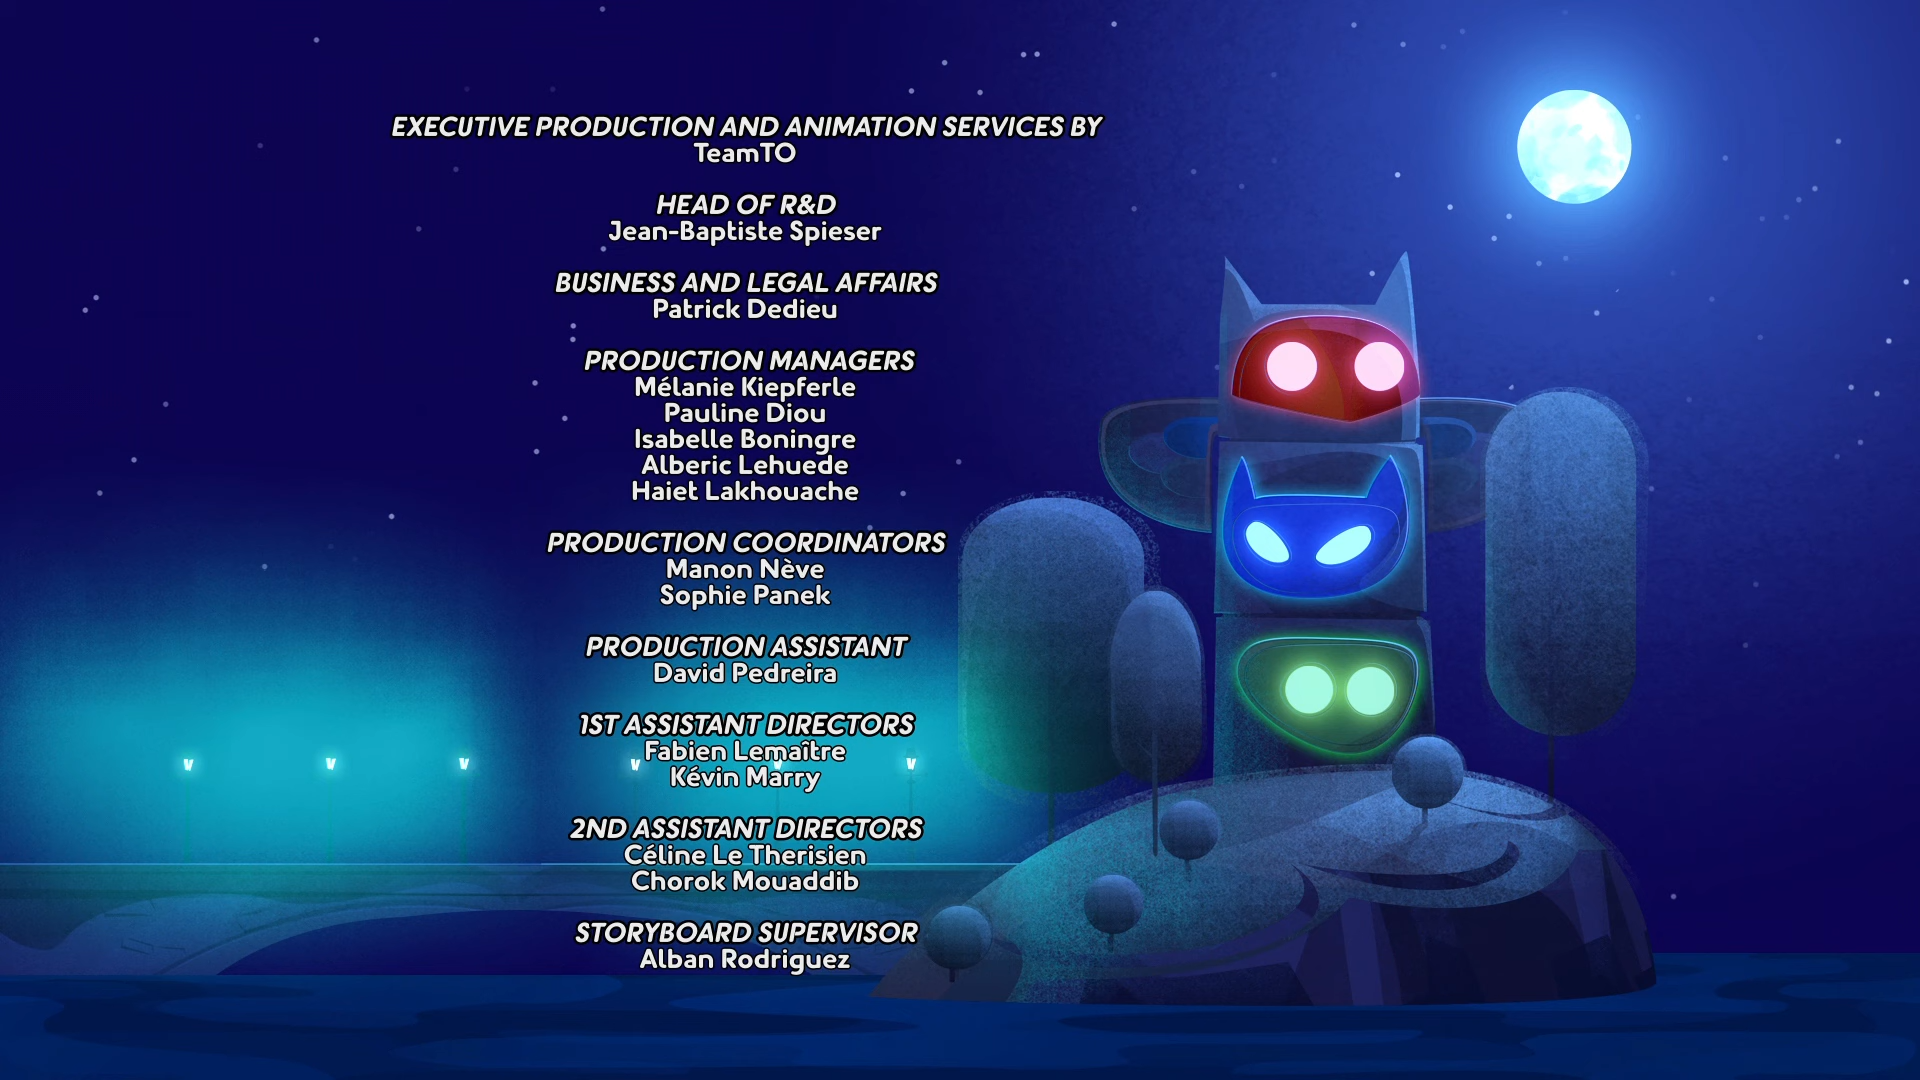 EXECUTIVE PRODUCTION AND ANIMATION SERVICES BY
TeamTO
HEAD OF R&D
Jean-Baptiste Spieser
BUSINESS AND LEGAL AFFAIRS
Patrick Dedieu
PRODUCTION MANAGERS
Mélanie Kiepferle
Pauline Diou
Isabelle Boningre
Alberic Lehuede
Haiet Lakhouache
PRODUCTION COORDINATORS
Manon Nève
Sophie Panek
PRODUCTION ASSISTANT
David Pedreira
1ST ASSISTANT DIRECTORS
Fabien Lemaître
Kévin Marry
2ND ASSISTANT DIRECTORS
Céline Le Therisien
Chorok Mouaddib
STORYBOARD SUPERVISOR
Alban Rodriguez